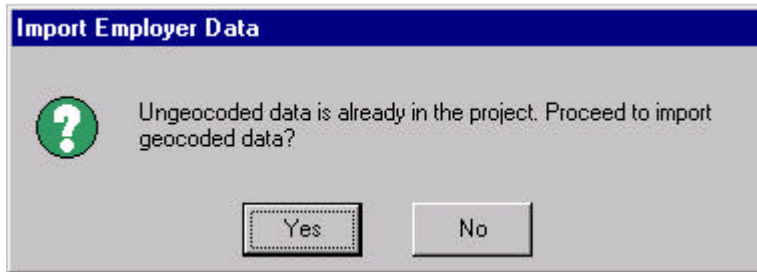 Import Employer Data
Ungeocoded data is already in the project. Proceed to import
geocoded data?
Yes
No